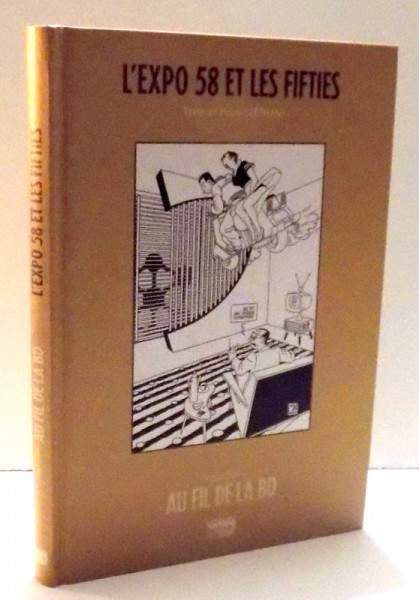 L'EXPO 58 ET LES FIFTIES
AU FIL DE LA BD
L'EXPO 58 ET LES FIFTIES
AU FIL DE LA BD